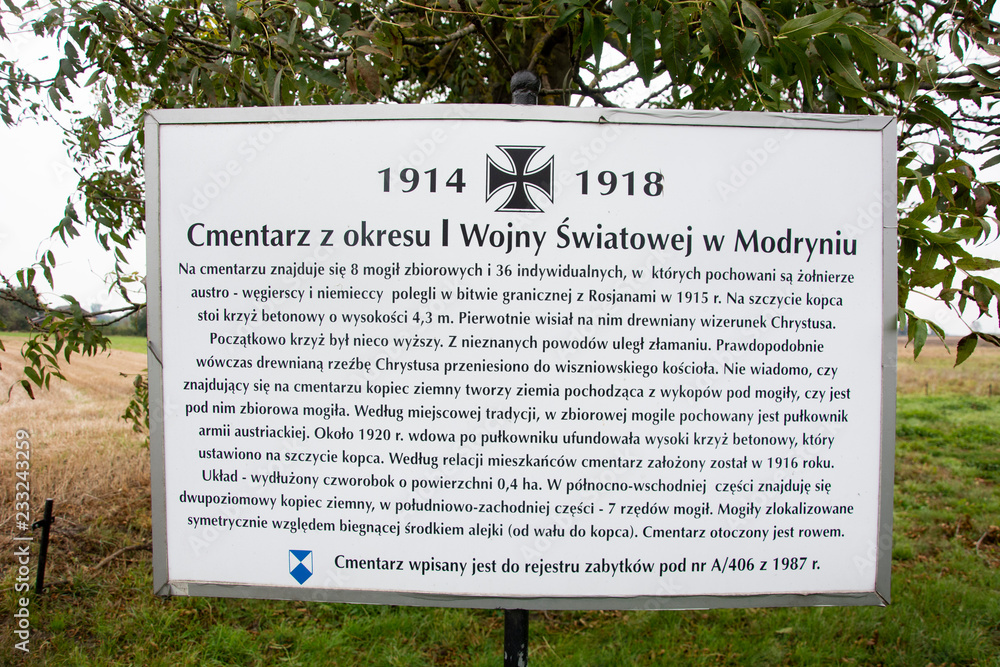 1914 1918
Cmentarz z okresu I Wojny Światowej w Modryniu
Na cmentarzu znajduje się 8 mogił zbiorowych i 36 indywidualnych, w których pochowani są żołnierze
austro - węgierscy i niemieccy polegli w bitwie granicznej z Rosjanami w 1915 r. Na szczycie kopca
stoi krzyż betonowy o wysokości 4,3 m. Pierwotnie wisiał na nim drewniany wizerunek Chrystusa.
Początkowo krzyż był nieco wyższy. Z nieznanych powodów uległ złamaniu. Prawdopodobnie
wówczas drewnianą rzeźbę Chrystusa przeniesiono do wiszniowskiego kościoła. Nie wiadomo, czy
znajdujący się na cmentarzu kopiec ziemny tworzy ziemia pochodząca z wykopów pod mogiły, czy jest
pod nim zbiorowa mogiła. Według miejscowej tradycji, w zbiorowej mogile pochowany jest pułkownik
armii austriackiej. Około 1920 r. wdowa po pułkowniku ufundowała wysoki krzyż betonowy, który
ustawiono na szczycie kopca. Według relacji mieszkańców cmentarz założony został w 1916 roku.
Układ - wydłużony czworobok o powierzchni 0,4 ha. W północno-wschodniej części znajduję się
dwupoziomowy kopiec ziemny, w południowo-zachodniej części - 7 rzędów mogił. Mogiły zlokalizowane
symetrycznie względem biegnącej środkiem alejki (od wału do kopca). Cmentarz otoczony jest rowem.
Cmentarz wpisany jest do rejestru zabytków pod nr A/406 z 1987 r.
Adobe Stock | #233243259
Adobe Stock